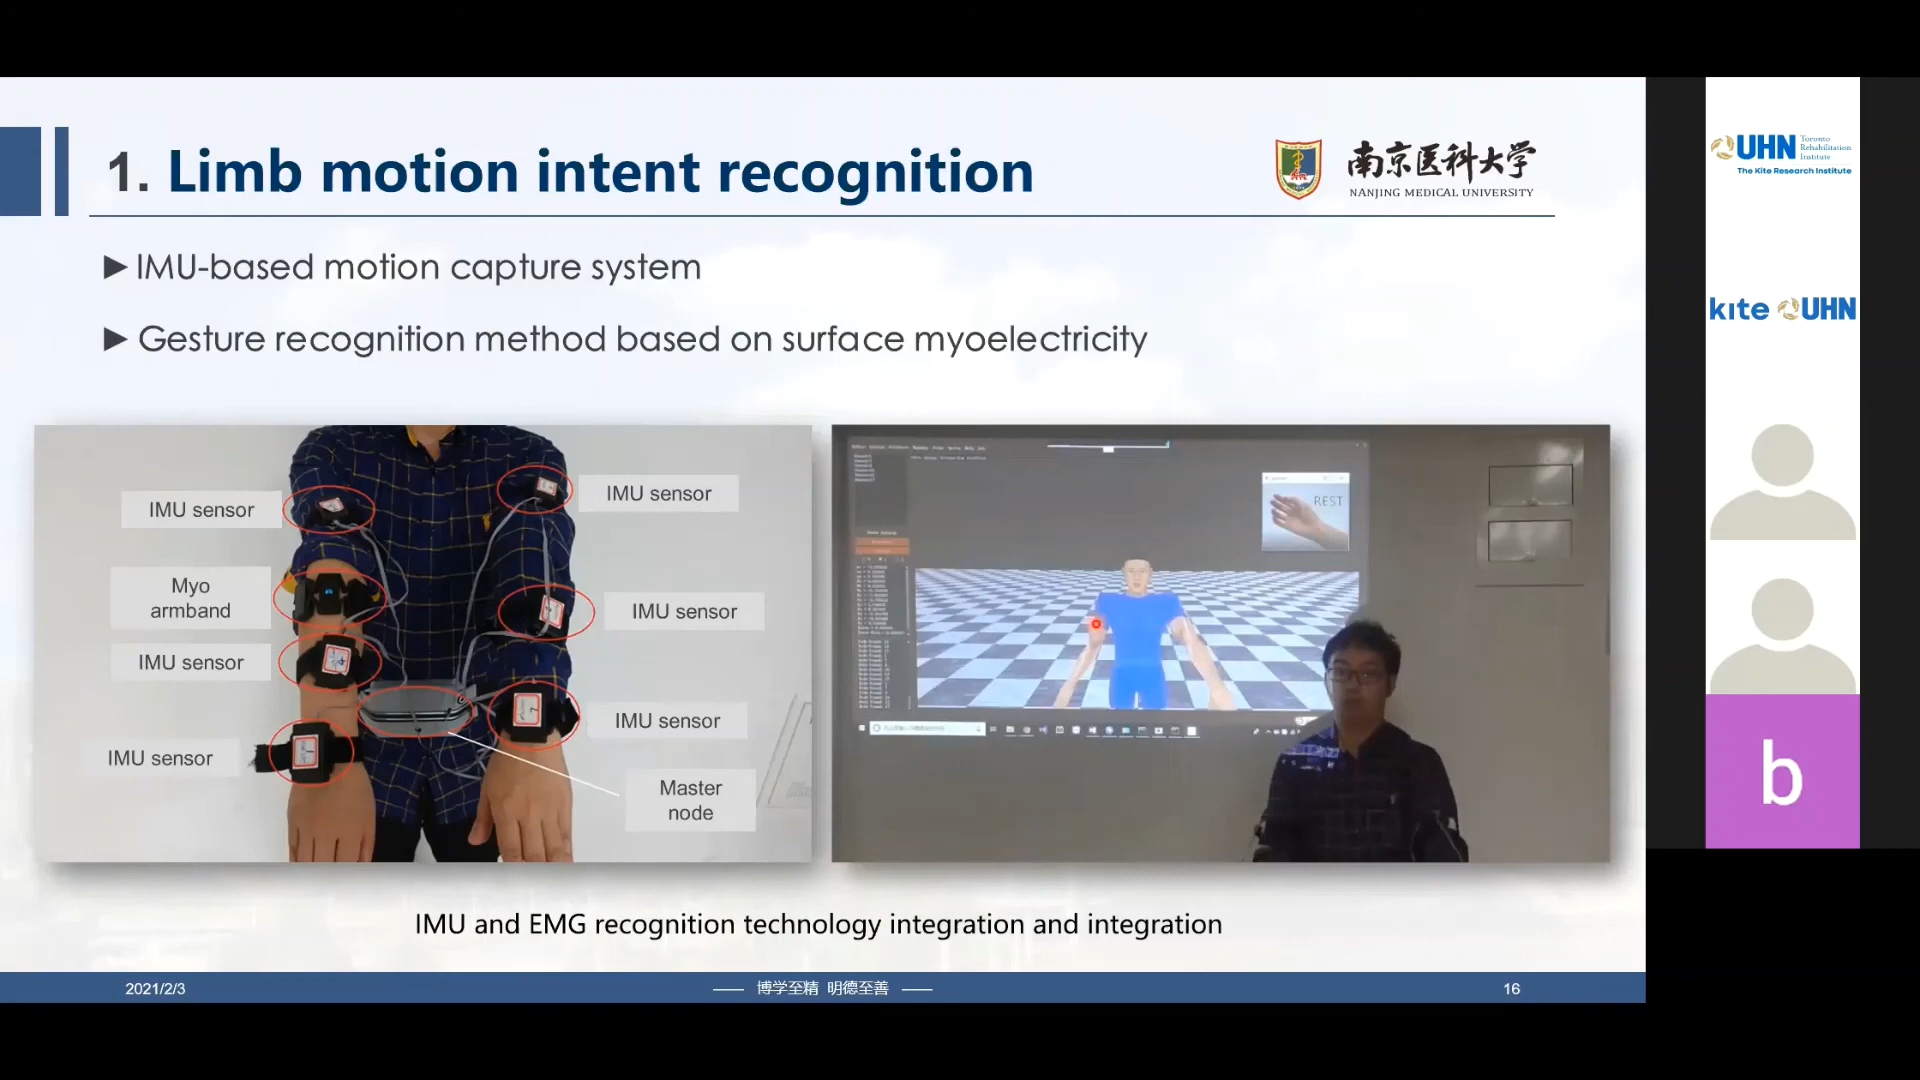 1. Limb motion intent recognition
南京医科大学
NANJING MEDICAL UNIVERSITY
►IMU-based motion capture system
►Gesture recognition method based on surface myoelectricity
IMU sensor
IMU sensor
Myo
armband
IMU sensor
IMU sensor
IMU sensor
IMU sensor
Master
node
REST
IMU and EMG recognition technology integration and integration
2021/2/3
博学至精 明德至善
16
UHN
Toronto
Rehabilitation
Institute
The Kite Research Institute
kite UHN
b